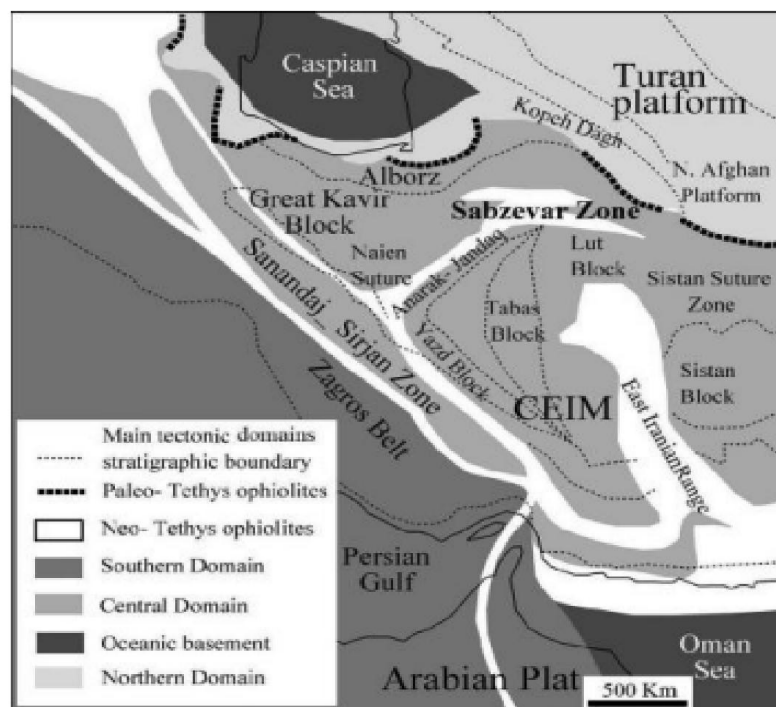 Caspian
Sea
Turan
platform
Kopeh Dagh
N. Afghan
Platform
Alborz
Great Kavir
Block
Sabzevar Zone
Naien
Suture
Anarak- Jandaq
Lut
Block
Sistan Suture
Zone
Sanandaj_ Sirjan Zone
Tabas
Block
Yazd Block
Sistan
Block
Zagros Belt
CEIM
East IranianRange
Main tectonic domains
stratigraphic boundary
Paleo- Tethys ophiolites
Neo- Tethys ophiolites
Southern Domain
Central Domain
Oceanic basement
Northern Domain
Persian
Gulf
Arabian Plat
Oman
Sea
500 Km